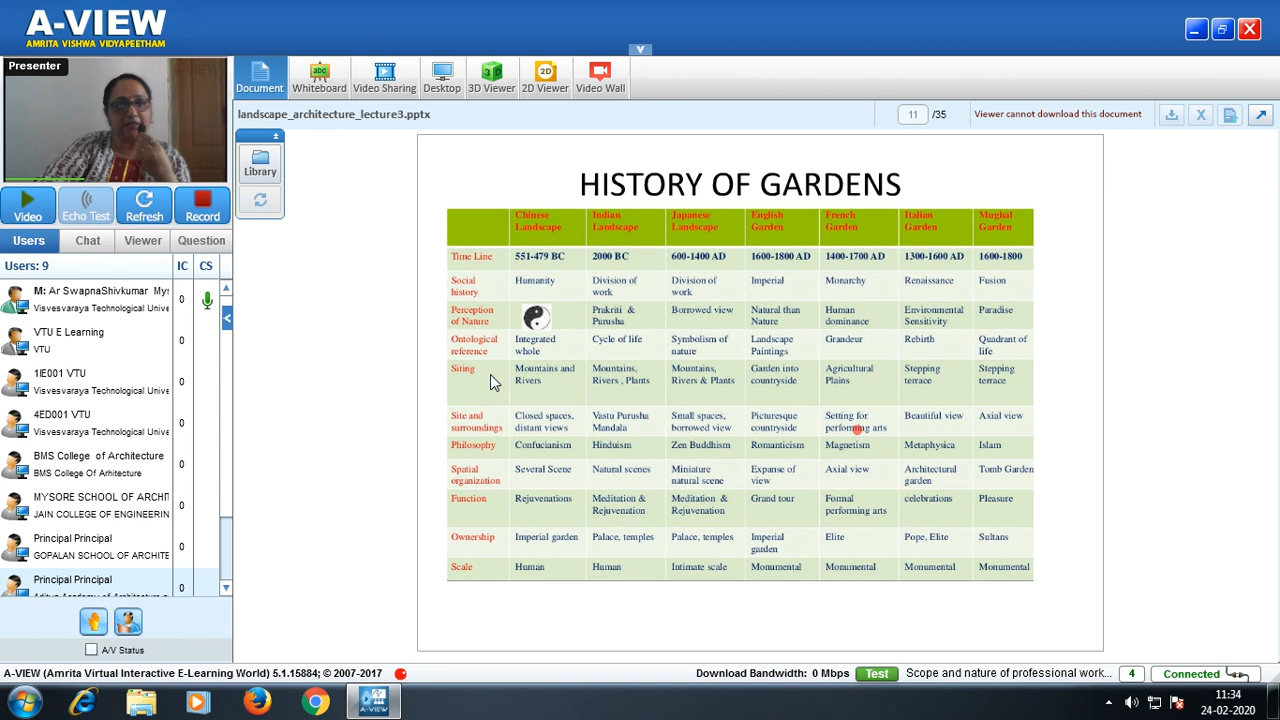 A-VIEW
AMRITA VISHWA VIDYAPEETHAM
Presenter
Document
Whiteboard
Video Sharing
Desktop
3D Viewer
2D Viewer
Video Wall
abc
3D
2D
landscape_architecture_lecture3.pptx
11 /35
Viewer cannot download this document
Library
Video
Echo Test
Refresh
Record
Users
Chat
Viewer
Question
Users: 9 IC CS
M: Ar SwapnaShivkumar Mys 0
Visvesvaraya Technological Unive
VTU E Learning 0
VTU
1IE001 VTU 0
Visvesvaraya Technological Unive
4ED001 VTU 0
Visvesvaraya Technological Unive
BMS College of Architecture 0
BMS College Of Arhitecture
MYSORE SCHOOL OF ARCHI 0
JAIN COLLEGE OF ENGINEERIN
Principal Principal 0
GOPALAN SCHOOL OF ARCHITE
Principal Principal 0
A/V Status
HISTORY OF GARDENS
Chinese Landscape Indian Landscape Japanese Landscape English Garden French Garden Italian Garden Mughal Garden
Time Line 551-479 BC 2000 BC 600-1400 AD 1600-1800 AD 1400-1700 AD 1300-1600 AD 1600-1800
Social history Humanity Division of work Division of work Imperial Monarchy Renaissance Fusion
Perception of Nature Prakriti & Purusha Borrowed view Natural than Nature Human dominance Environmental Sensitivity Paradise
Ontological reference Integrated whole Cycle of life Symbolism of nature Landscape Paintings Grandeur Rebirth Quadrant of life
Siting Mountains and Rivers Mountains, Rivers , Plants Mountains, Rivers & Plants Garden into countryside Agricultural Plains Stepping terrace Stepping terrace
Site and surroundings Closed spaces, distant views Vastu Purusha Mandala Small spaces, borrowed view Picturesque countryside Setting for performing arts Beautiful view Axial view
Philosophy Confucianism Hinduism Zen Buddhism Romanticism Magnetism Metaphysica Islam
Spatial organization Several Scene Natural scenes Miniature natural scene Expanse of view Axial view Architectural garden Tomb Garden
Function Rejuvenations Meditation & Rejuvenation Meditation & Rejuvenation Grand tour Formal performing arts celebrations Pleasure
Ownership Imperial garden Palace, temples Palace, temples Imperial garden Elite Pope, Elite Sultans
Scale Human Human Intimate scale Monumental Monumental Monumental Monumental
A-VIEW (Amrita Virtual Interactive E-Learning World) 5.1.15884; © 2007-2017
Download Bandwidth: 0 Mbps
Test
Scope and nature of professional work...
4
Connected
11:34
24-02-2020